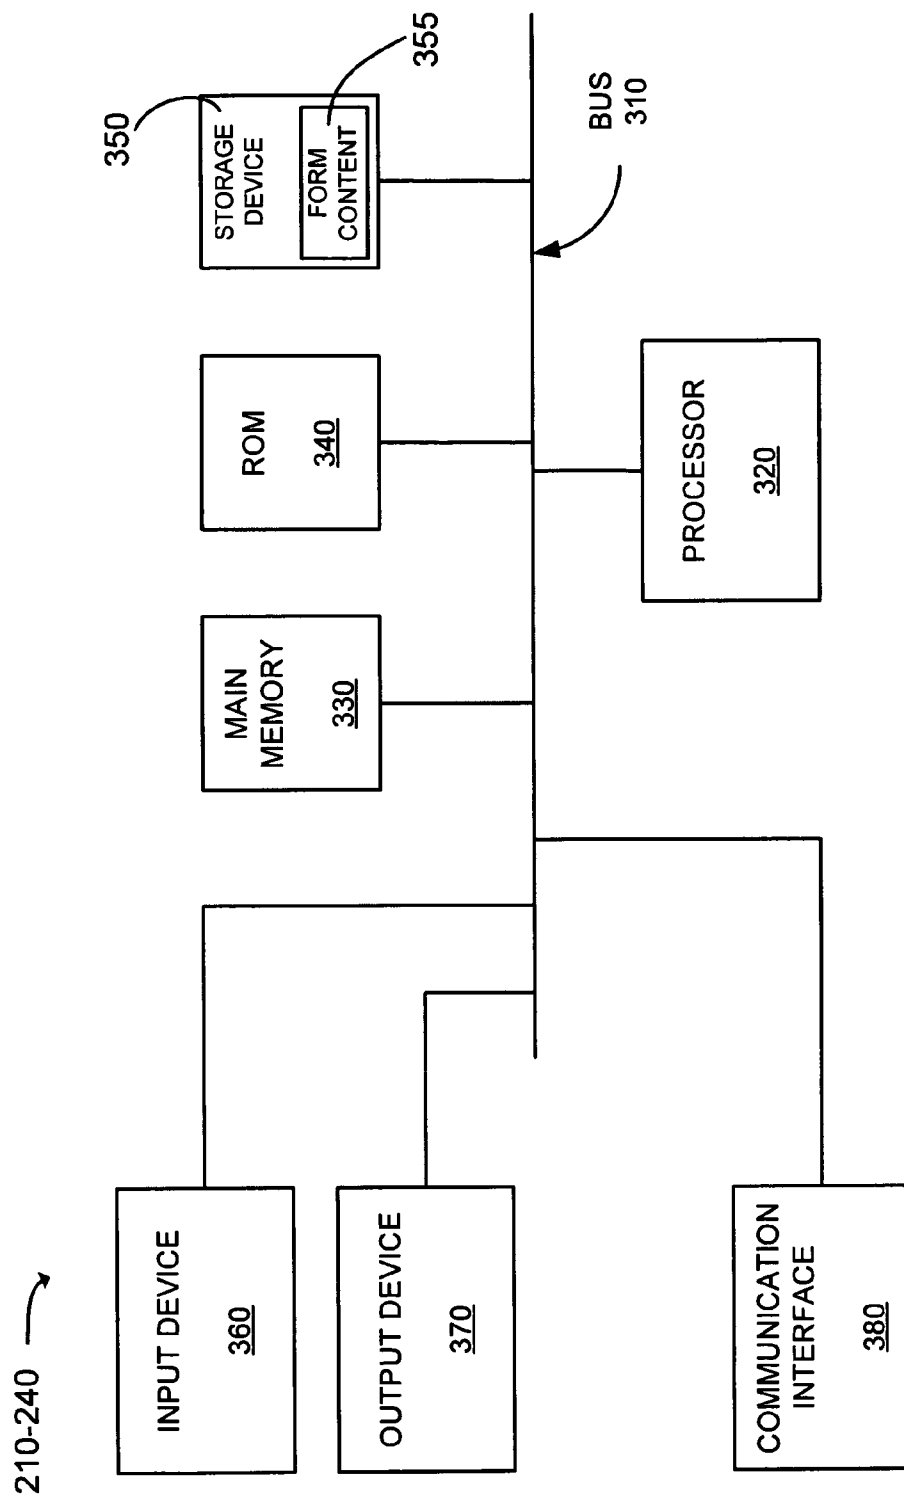 210-240
INPUT DEVICE
360
OUTPUT DEVICE
370
COMMUNICATION
INTERFACE
380
MAIN
MEMORY
330
ROM
340
STORAGE
DEVICE
350
FORM
CONTENT
355
PROCESSOR
320
BUS
310